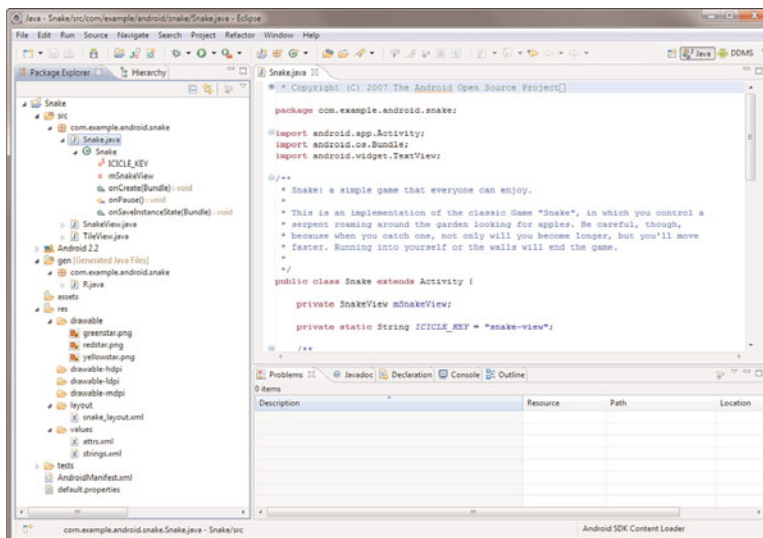 Java - Snake/src/com/example/android/snake/Snake.java - Eclipse
File Edit Run Source Navigate Search Project Refactor Window Help
Java DDMS
Package Explorer Hierarchy
Snake
src
com.example.android.snake
Snake.java
Snake
ICICLE_KEY
mSnakeView
onCreate(Bundle) : void
onPause() : void
onSaveInstanceState(Bundle) : void
SnakeView.java
TileView.java
Android 2.2
gen [Generated Java Files]
com.example.android.snake
R.java
assets
res
drawable
greenstar.png
redstar.png
yellowstar.png
drawable-hdpi
drawable-ldpi
drawable-mdpi
layout
snake_layout.xml
values
attrs.xml
strings.xml
tests
AndroidManifest.xml
default.properties
Snake.java
* Copyright (C) 2007 The Android Open Source Project
package com.example.android.snake;
import android.app.Activity;
import android.os.Bundle;
import android.widget.TextView;
/**
* Snake: a simple game that everyone can enjoy.
*
* This is an implementation of the classic Game "Snake", in which you control a
* serpent roaming around the garden looking for apples. Be careful, though,
* because when you catch one, not only will you become longer, but you'll move
* faster. Running into yourself or the walls will end the game.
*
*/
public class Snake extends Activity {
private SnakeView mSnakeView;
private static String ICICLE_KEY = "snake-view";
/**
Problems Javadoc Declaration Console Outline
0 items
Description Resource Path Location
com.example.android.snake.Snake.java - Snake/src
Android SDK Content Loader